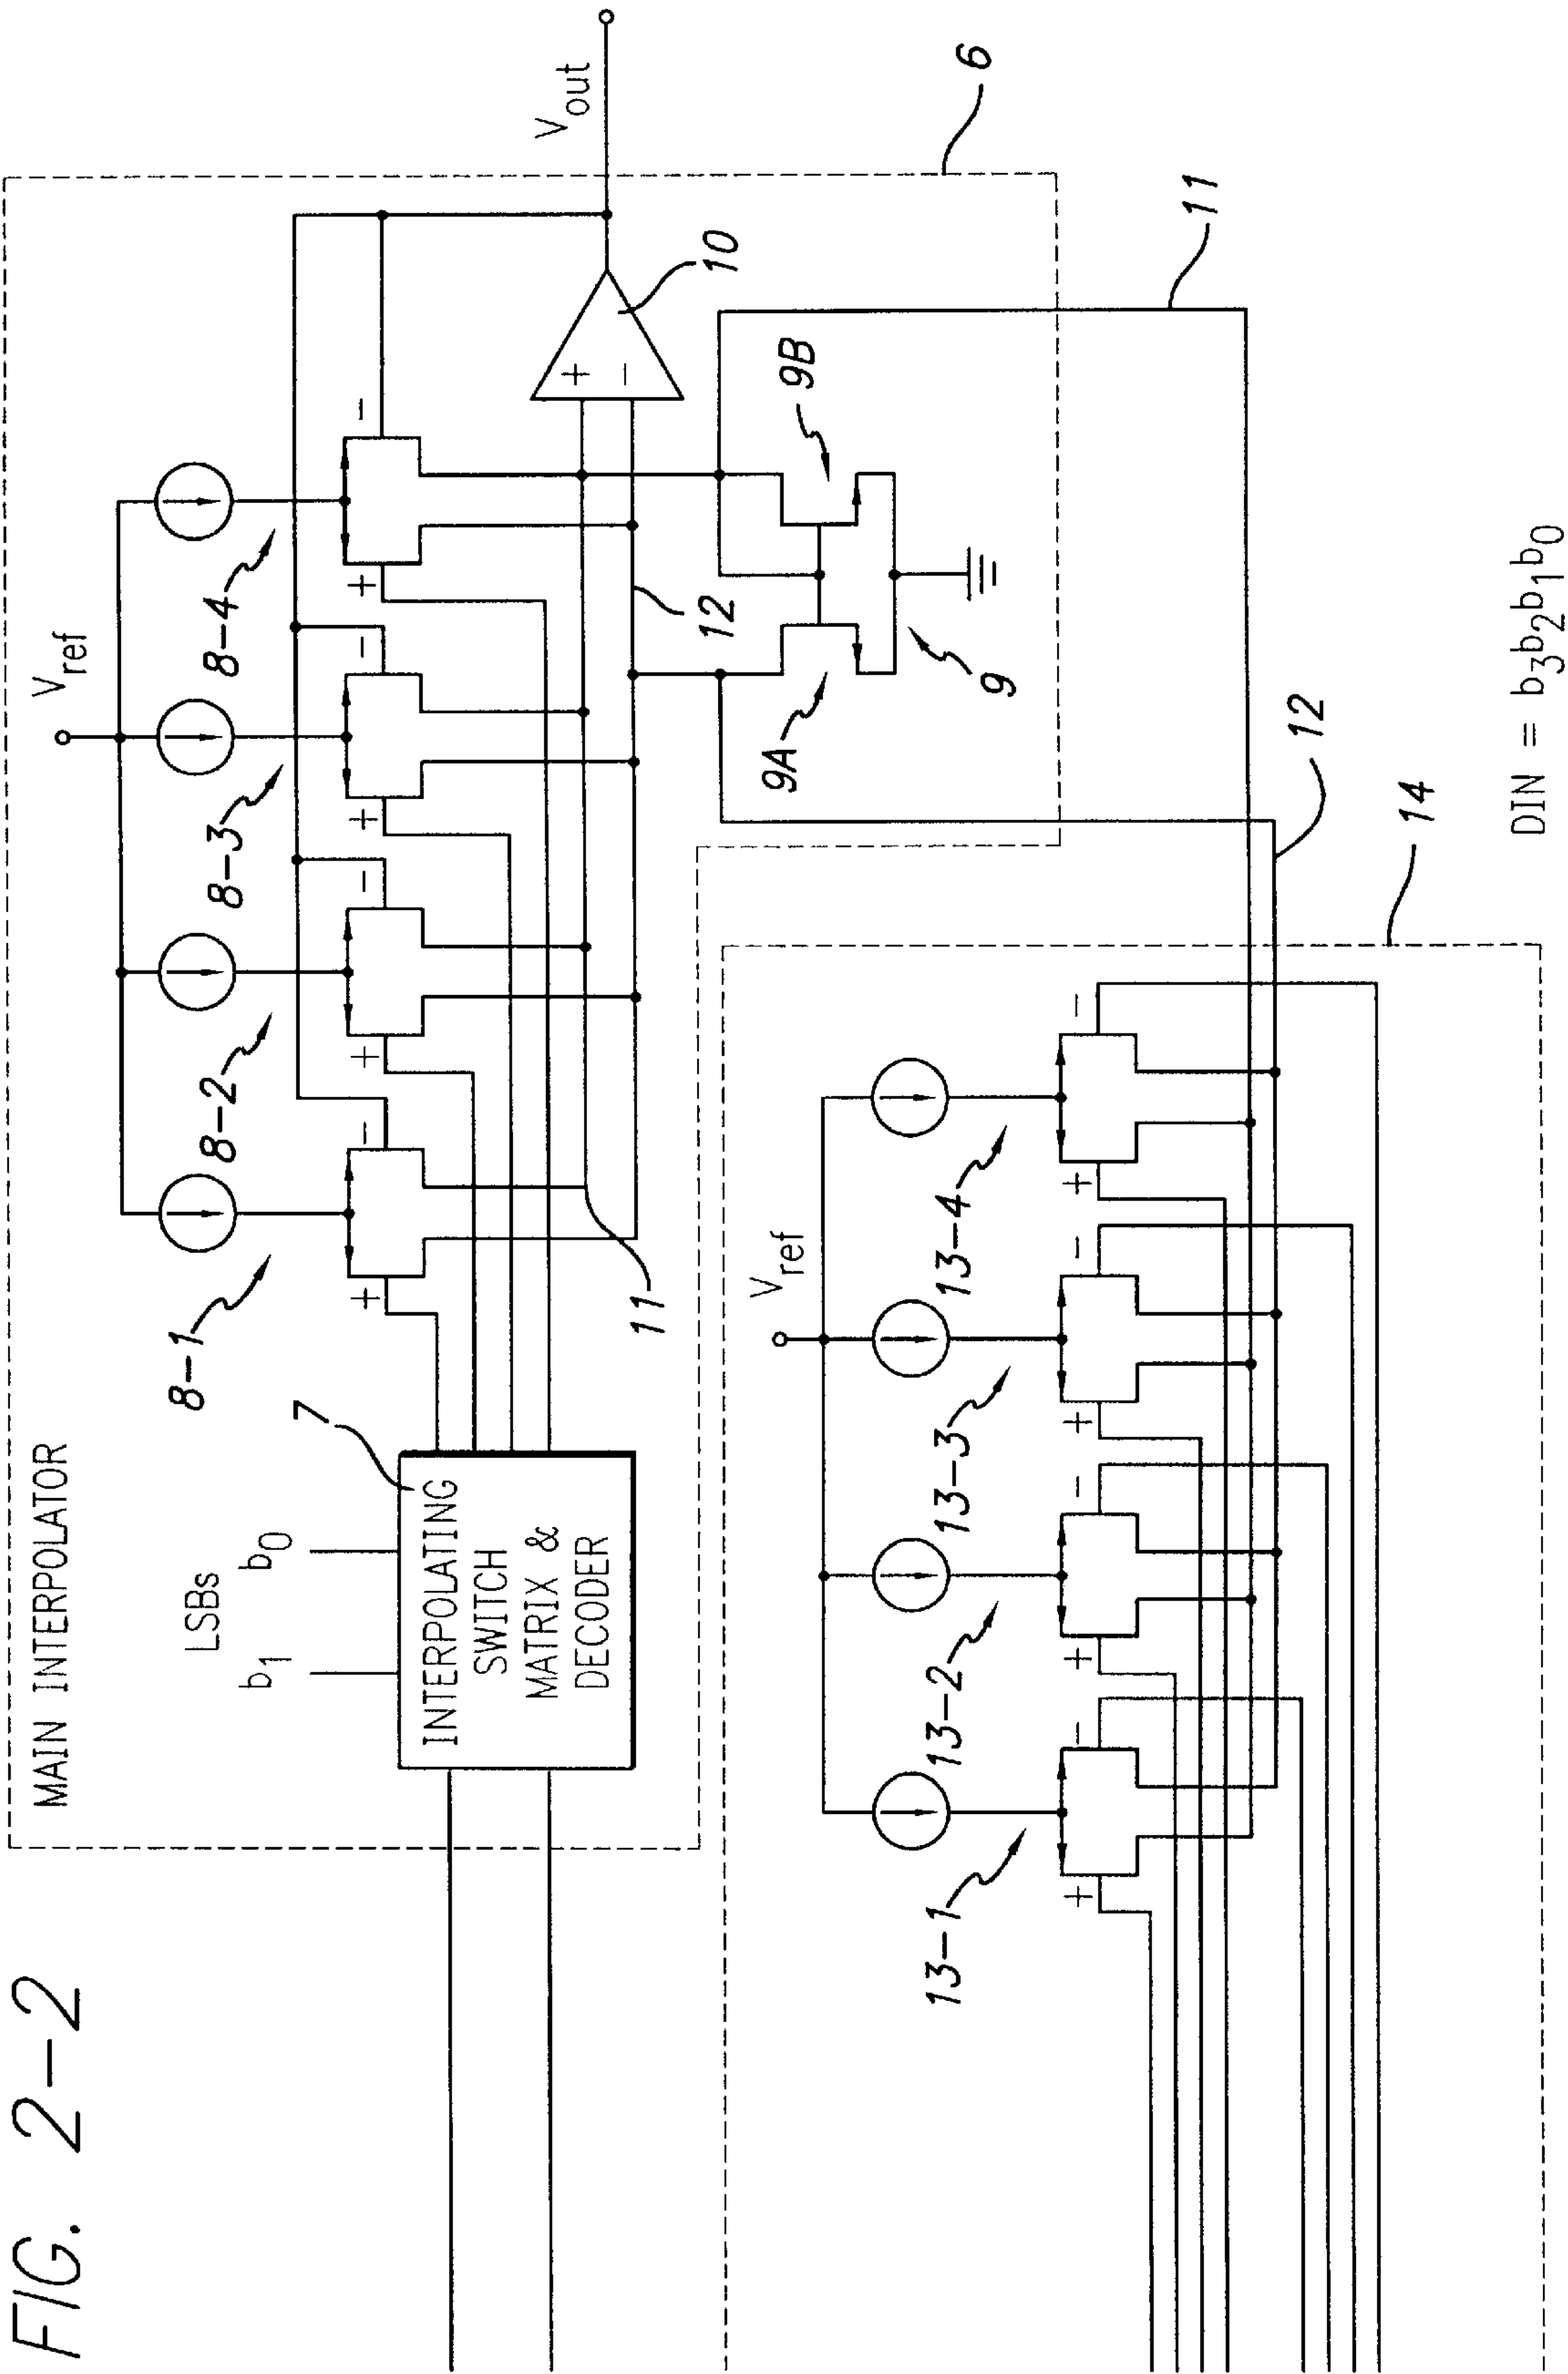 FIG. 2-2
MAIN INTERPOLATOR
LSBs
b1 b0
7
INTERPOLATING
SWITCH
MATRIX &
DECODER
Vref
8-1
8-2
8-3
8-4
+ -
+ -
+ -
+ -
11
12
+
-
10
Vout
9A
9B
9
6
11
12
Vref
13-1
13-2
13-3
13-4
+ -
+ -
+ -
+ -
14
DIN = b3b2b1b0